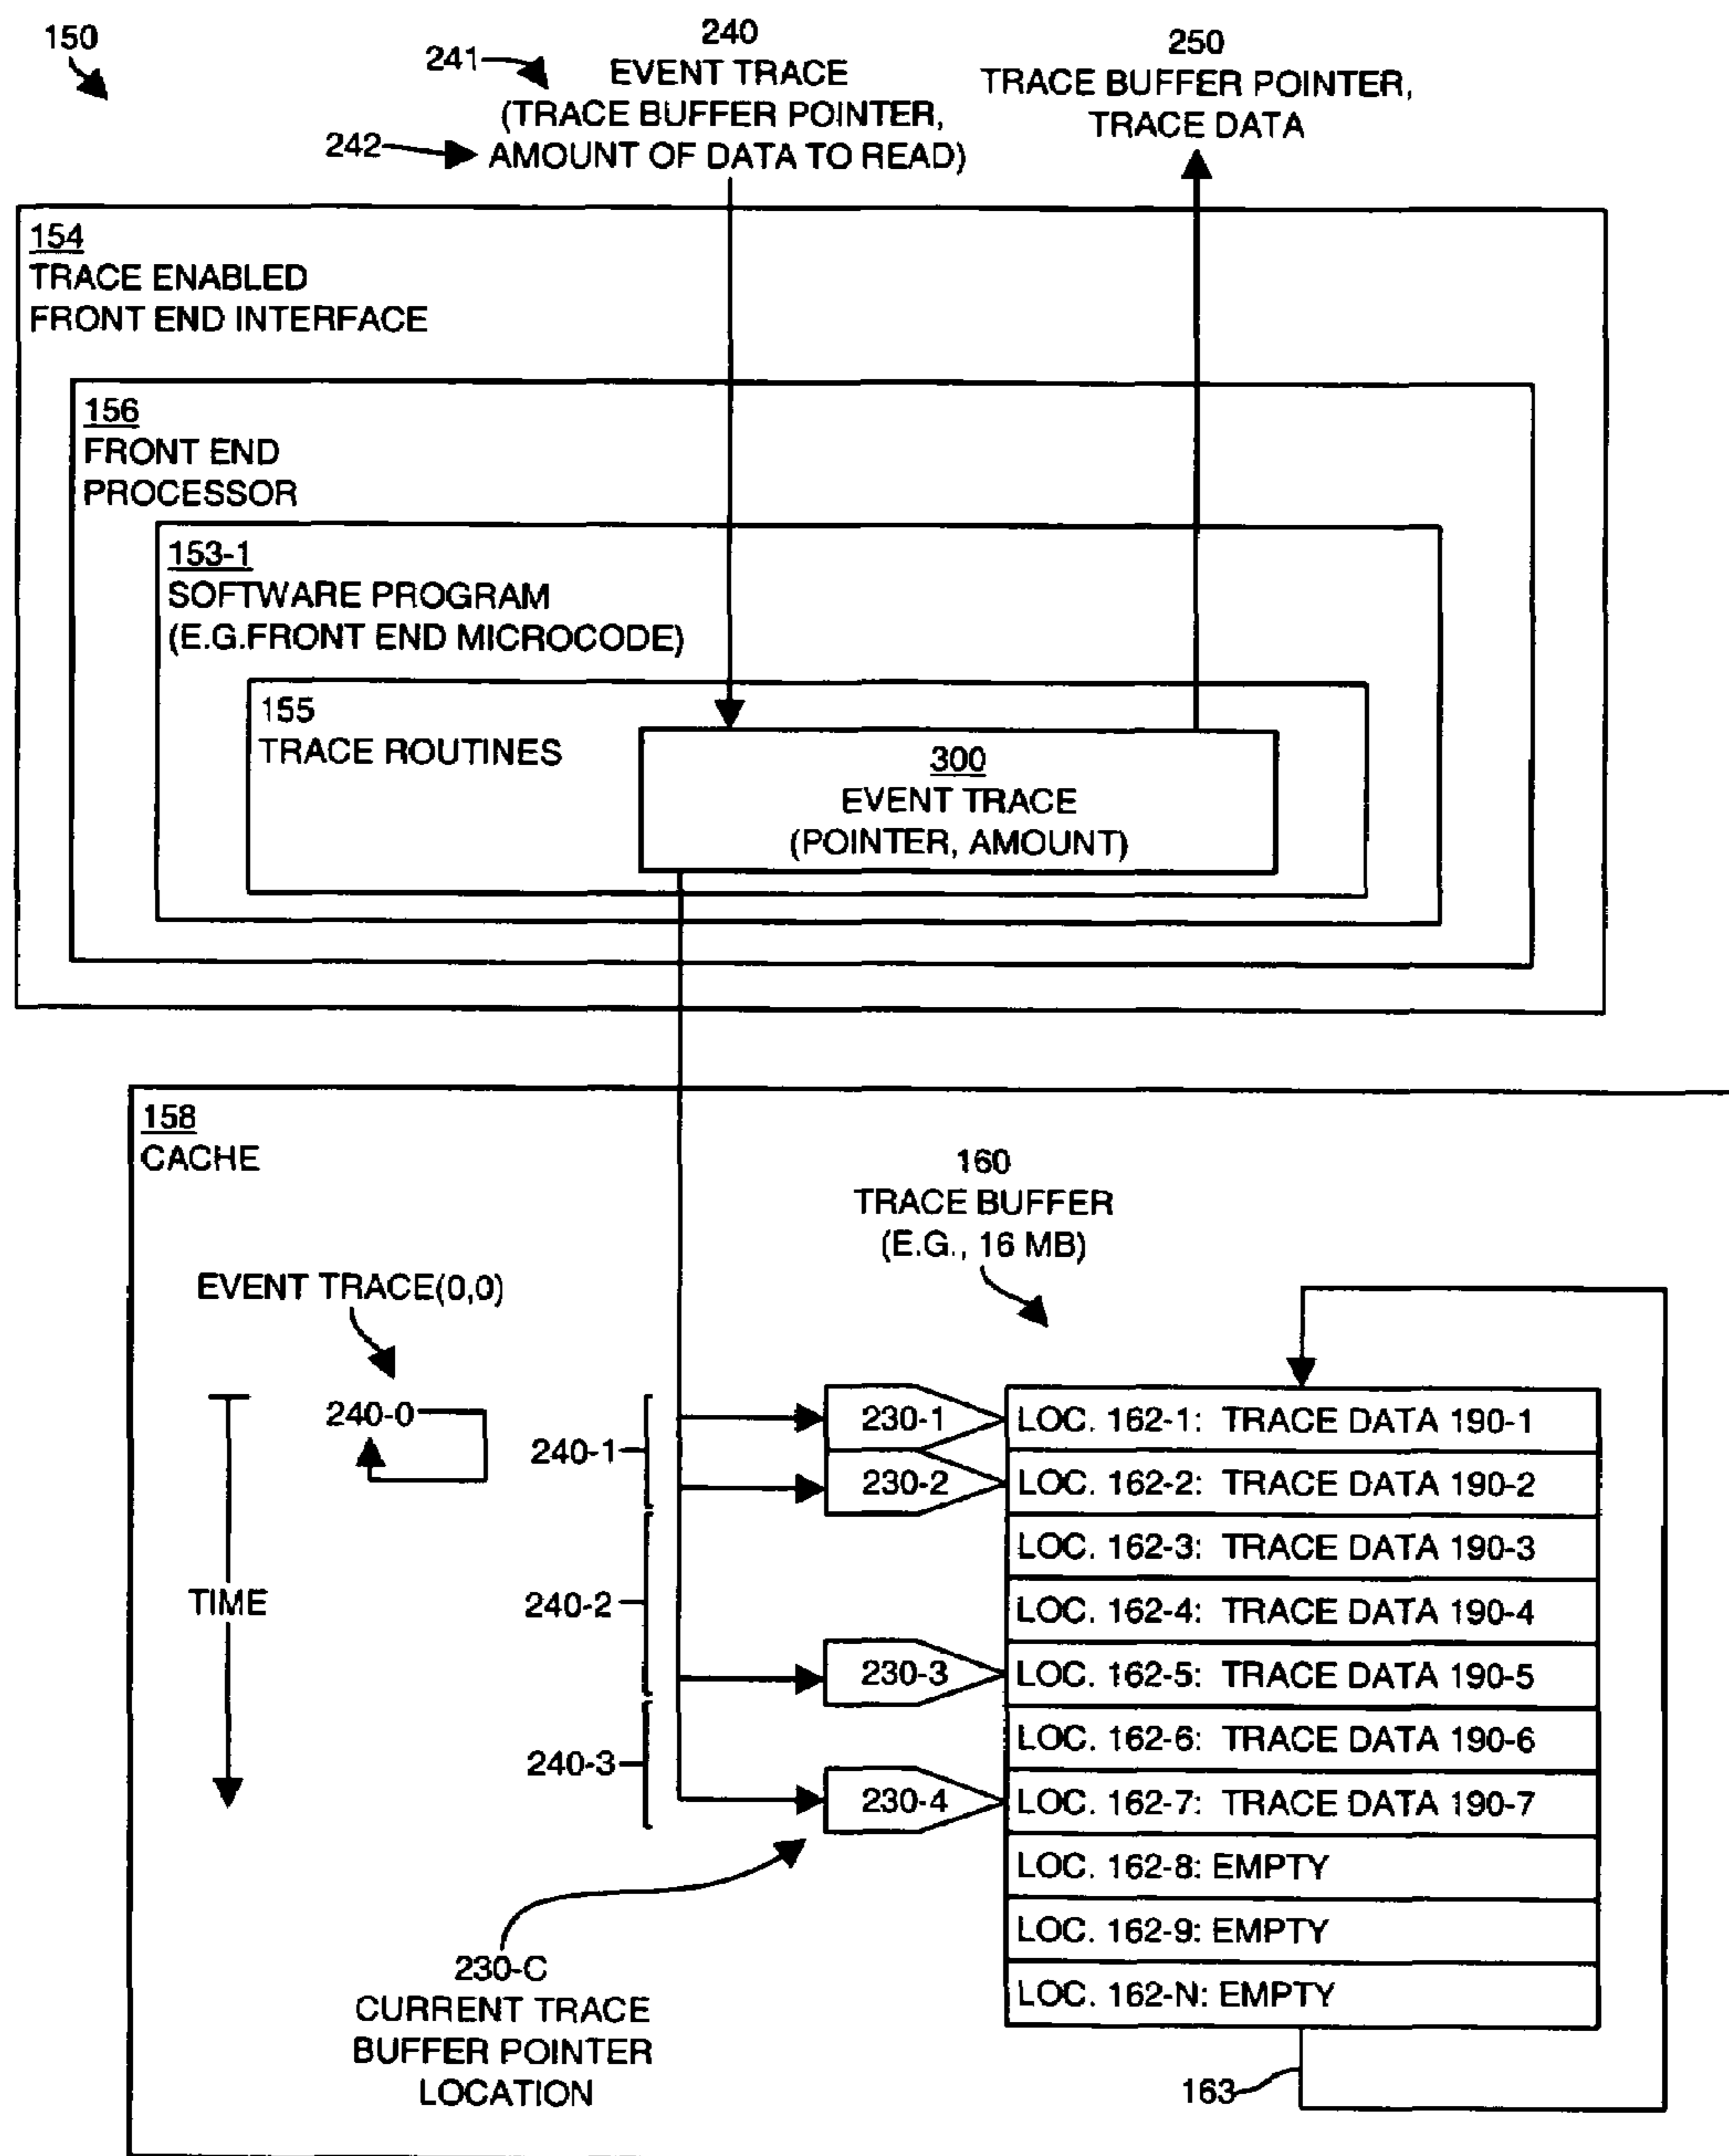 150
240
241
EVENT TRACE
(TRACE BUFFER POINTER,
242
AMOUNT OF DATA TO READ)
250
TRACE BUFFER POINTER,
TRACE DATA
154
TRACE ENABLED
FRONT END INTERFACE
156
FRONT END
PROCESSOR
153-1
SOFTWARE PROGRAM
(E.G.FRONT END MICROCODE)
155
TRACE ROUTINES
300
EVENT TRACE
(POINTER, AMOUNT)
158
CACHE
160
TRACE BUFFER
(E.G., 16 MB)
EVENT TRACE(0,0)
240-0
TIME
240-1
240-2
240-3
230-1
230-2
230-3
230-4
LOC. 162-1: TRACE DATA 190-1
LOC. 162-2: TRACE DATA 190-2
LOC. 162-3: TRACE DATA 190-3
LOC. 162-4: TRACE DATA 190-4
LOC. 162-5: TRACE DATA 190-5
LOC. 162-6: TRACE DATA 190-6
LOC. 162-7: TRACE DATA 190-7
LOC. 162-8: EMPTY
LOC. 162-9: EMPTY
LOC. 162-N: EMPTY
230-C
CURRENT TRACE
BUFFER POINTER
LOCATION
163